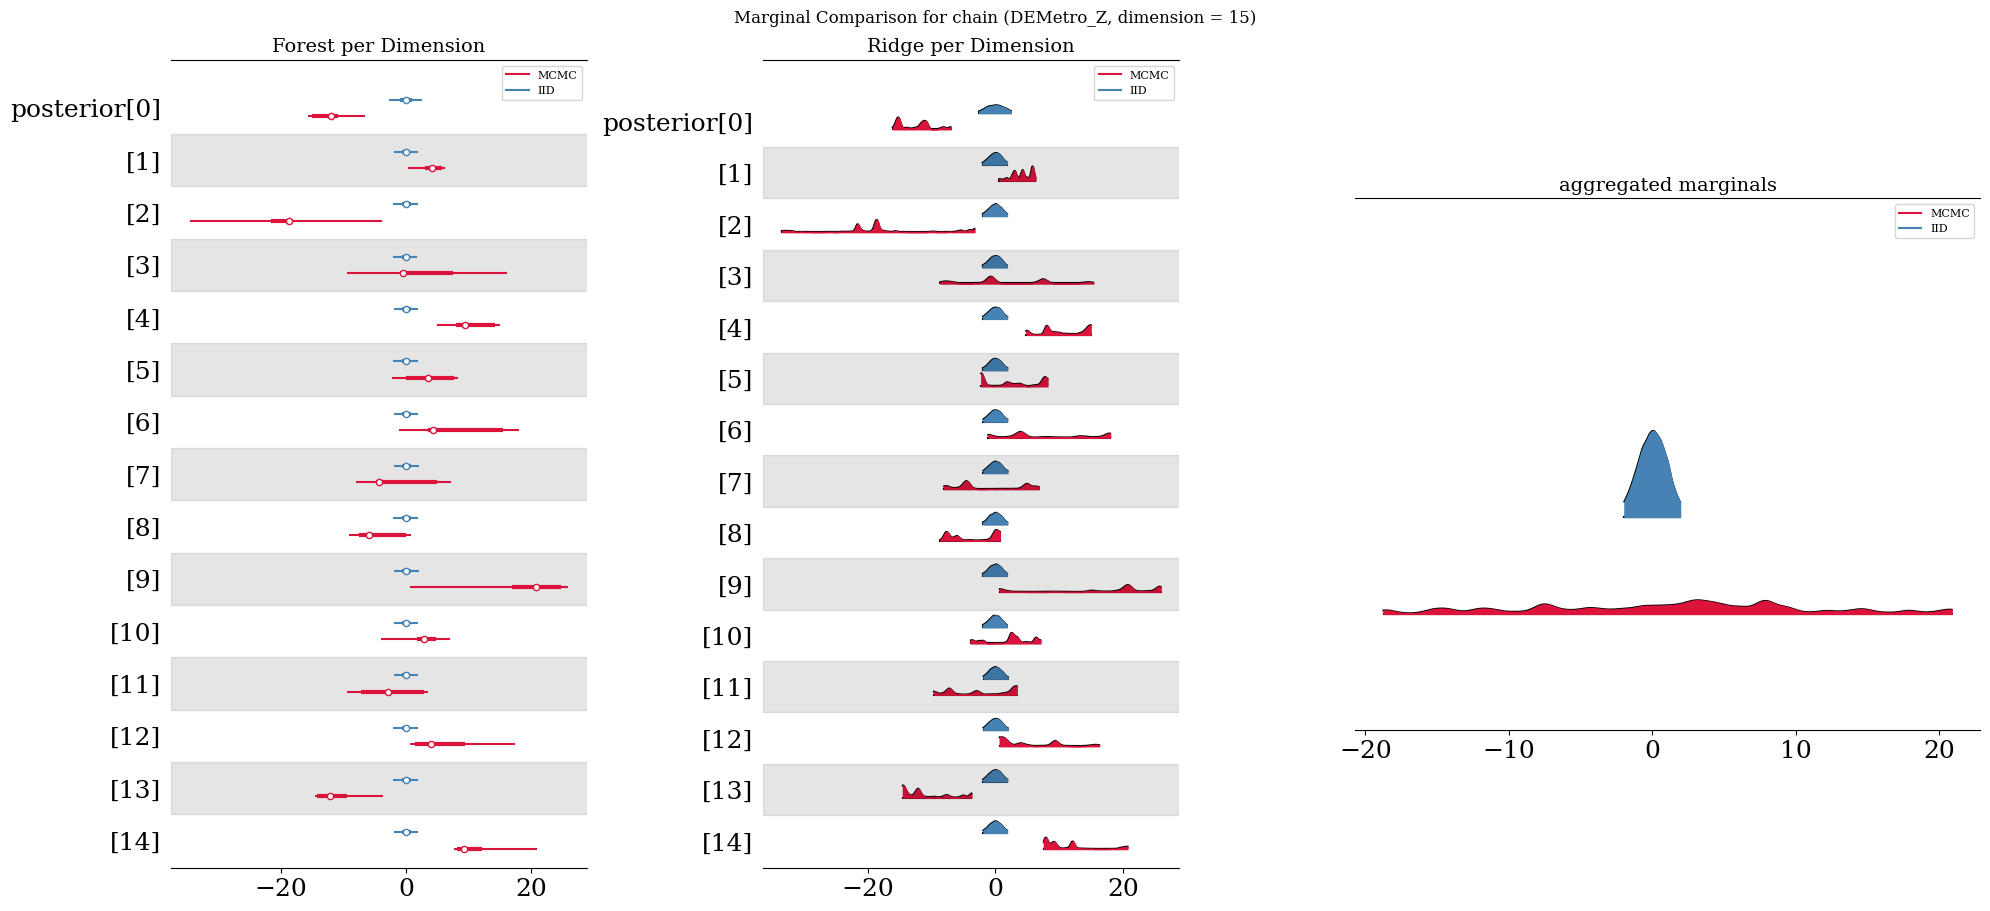 Marginal Comparison for chain (DEMetro_Z, dimension = 15)
Forest per Dimension
MCMC
IID
posterior[0]
[1]
[2]
[3]
[4]
[5]
[6]
[7]
[8]
[9]
[10]
[11]
[12]
[13]
[14]
−20 0 20
Ridge per Dimension
MCMC
IID
posterior[0]
[1]
[2]
[3]
[4]
[5]
[6]
[7]
[8]
[9]
[10]
[11]
[12]
[13]
[14]
−20 0 20
aggregated marginals
MCMC
IID
−20 −10 0 10 20